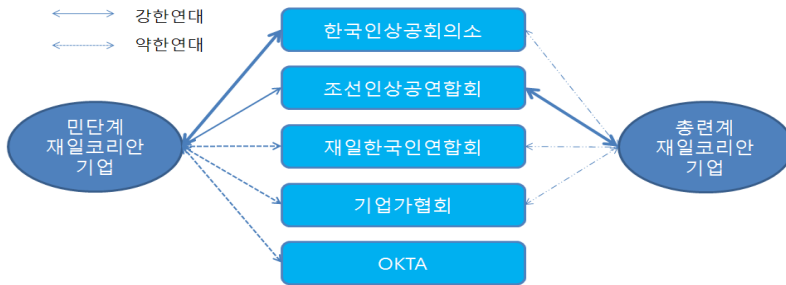 강한연대
약한연대
한국인상공회의소
조선인상공연합회
재일한국인연합회
기업가협회
OKTA
민단계
재일코리안
기업
총련계
재일코리안
기업